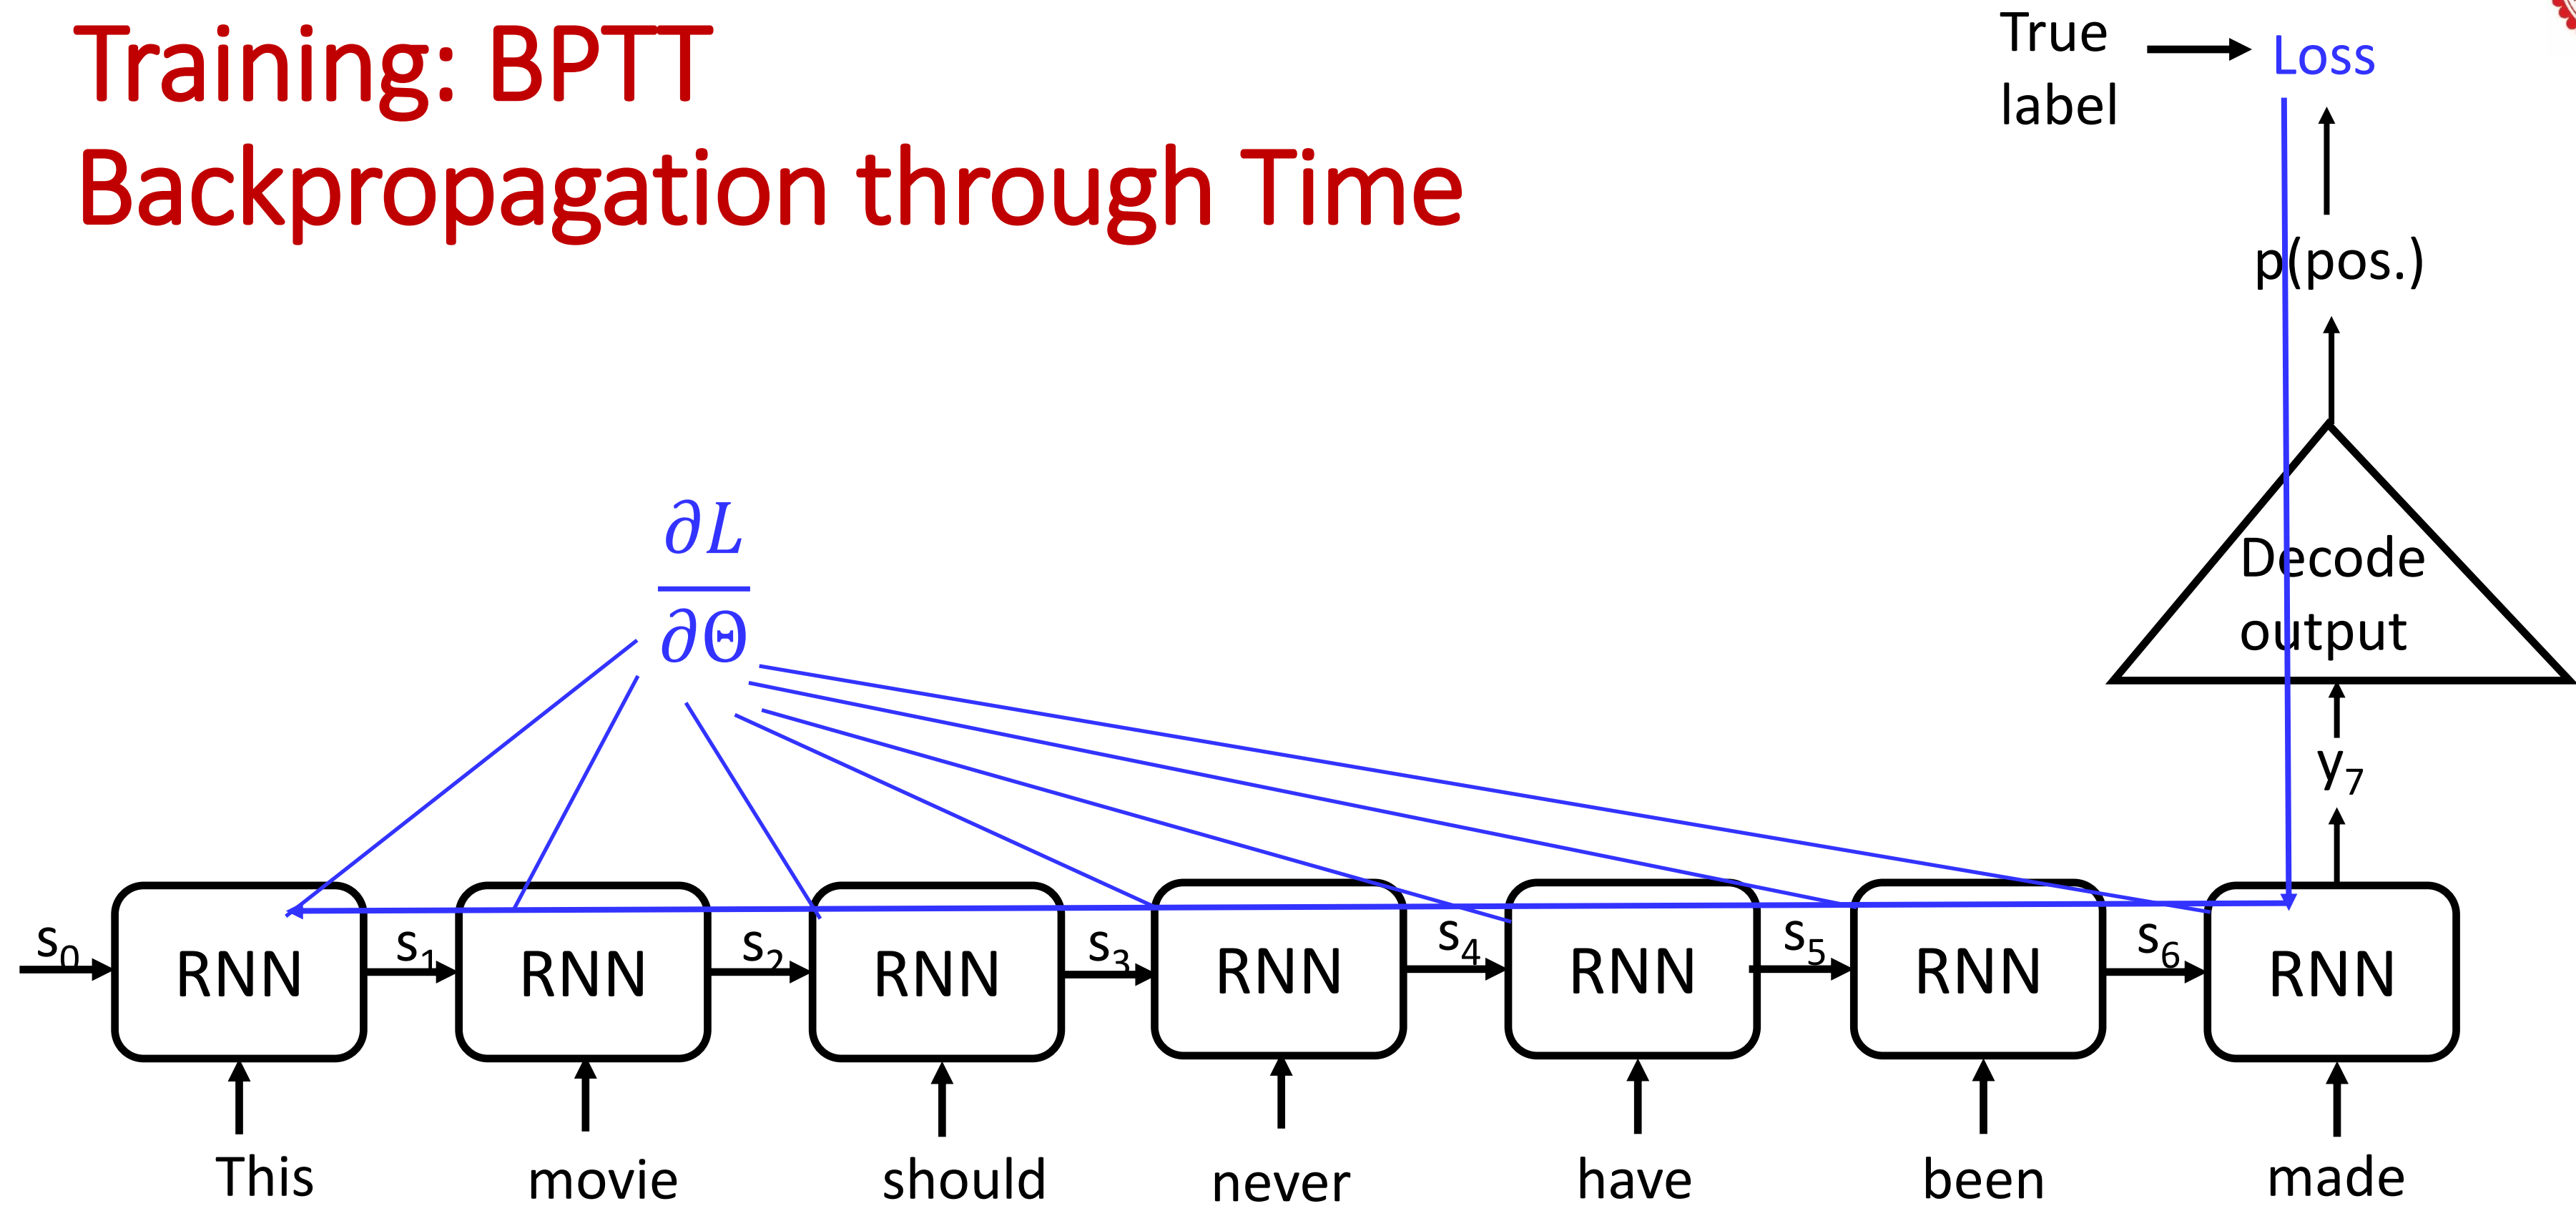 Training: BPTT
Backpropagation through Time
True
label
Loss
p(pos.)
Decode
output
y₇
∂L
∂Θ
s₀ s₁ s₂ s₃ s₄ s₅ s₆
RNN RNN RNN RNN RNN RNN RNN
This movie should never have been made